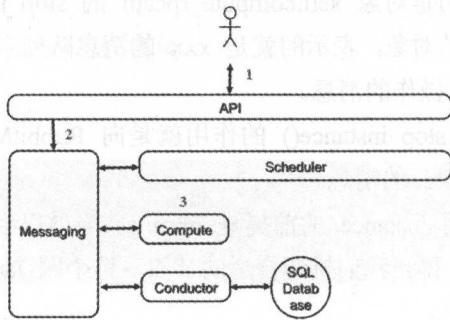 1
API
2
Scheduler
3
Messaging
Compute
Conductor
SQL
Datab
ase